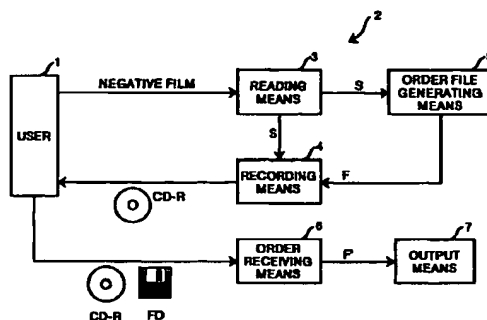 2
1
3
NEGATIVE FILM
READING
MEANS
S
ORDER FILE
GENERATING
MEANS
USER
S
4
RECORDING
MEANS
F
CD-R
6
7
ORDER
RECEIVING
MEANS
P
OUTPUT
MEANS
CD-R
FD